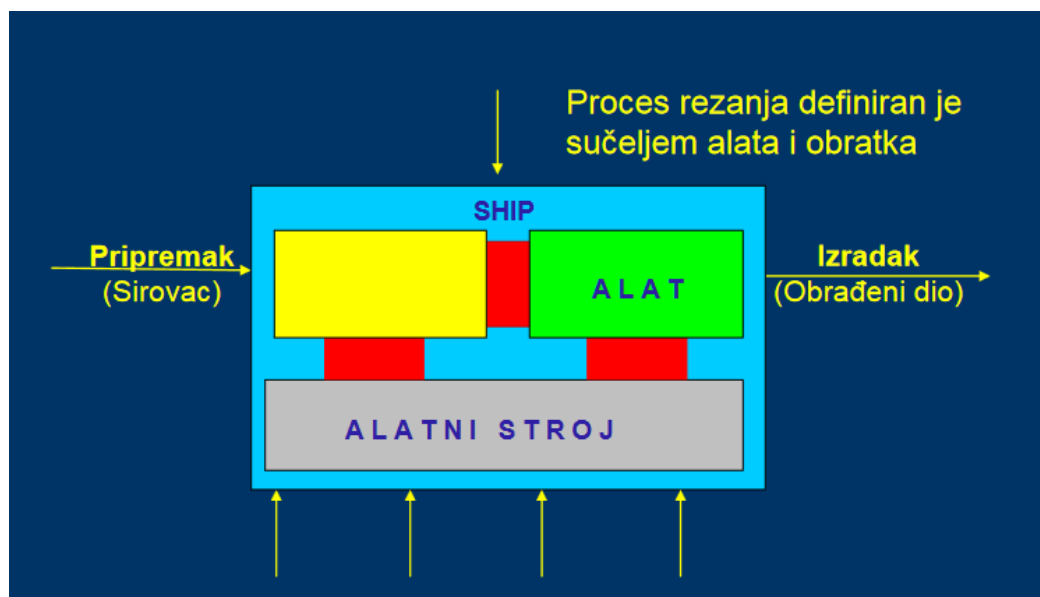 Proces rezanja definiran je
sučeljem alata i obratka
SHIP
Pripremak
(Sirovac)
ALAT
Izradak
(Obrađeni dio)
ALATNI STROJ